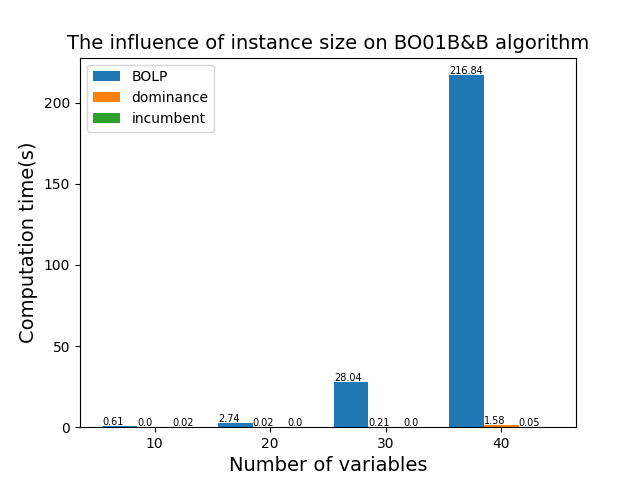 The influence of instance size on BO01B&B algorithm
BOLP
dominance
incumbent
Computation time(s)
200
150
100
50
0
0.61 0.0 0.02 2.74 0.02 0.0 28.04 0.21 0.0 216.84 1.58 0.05
10 20 30 40
Number of variables